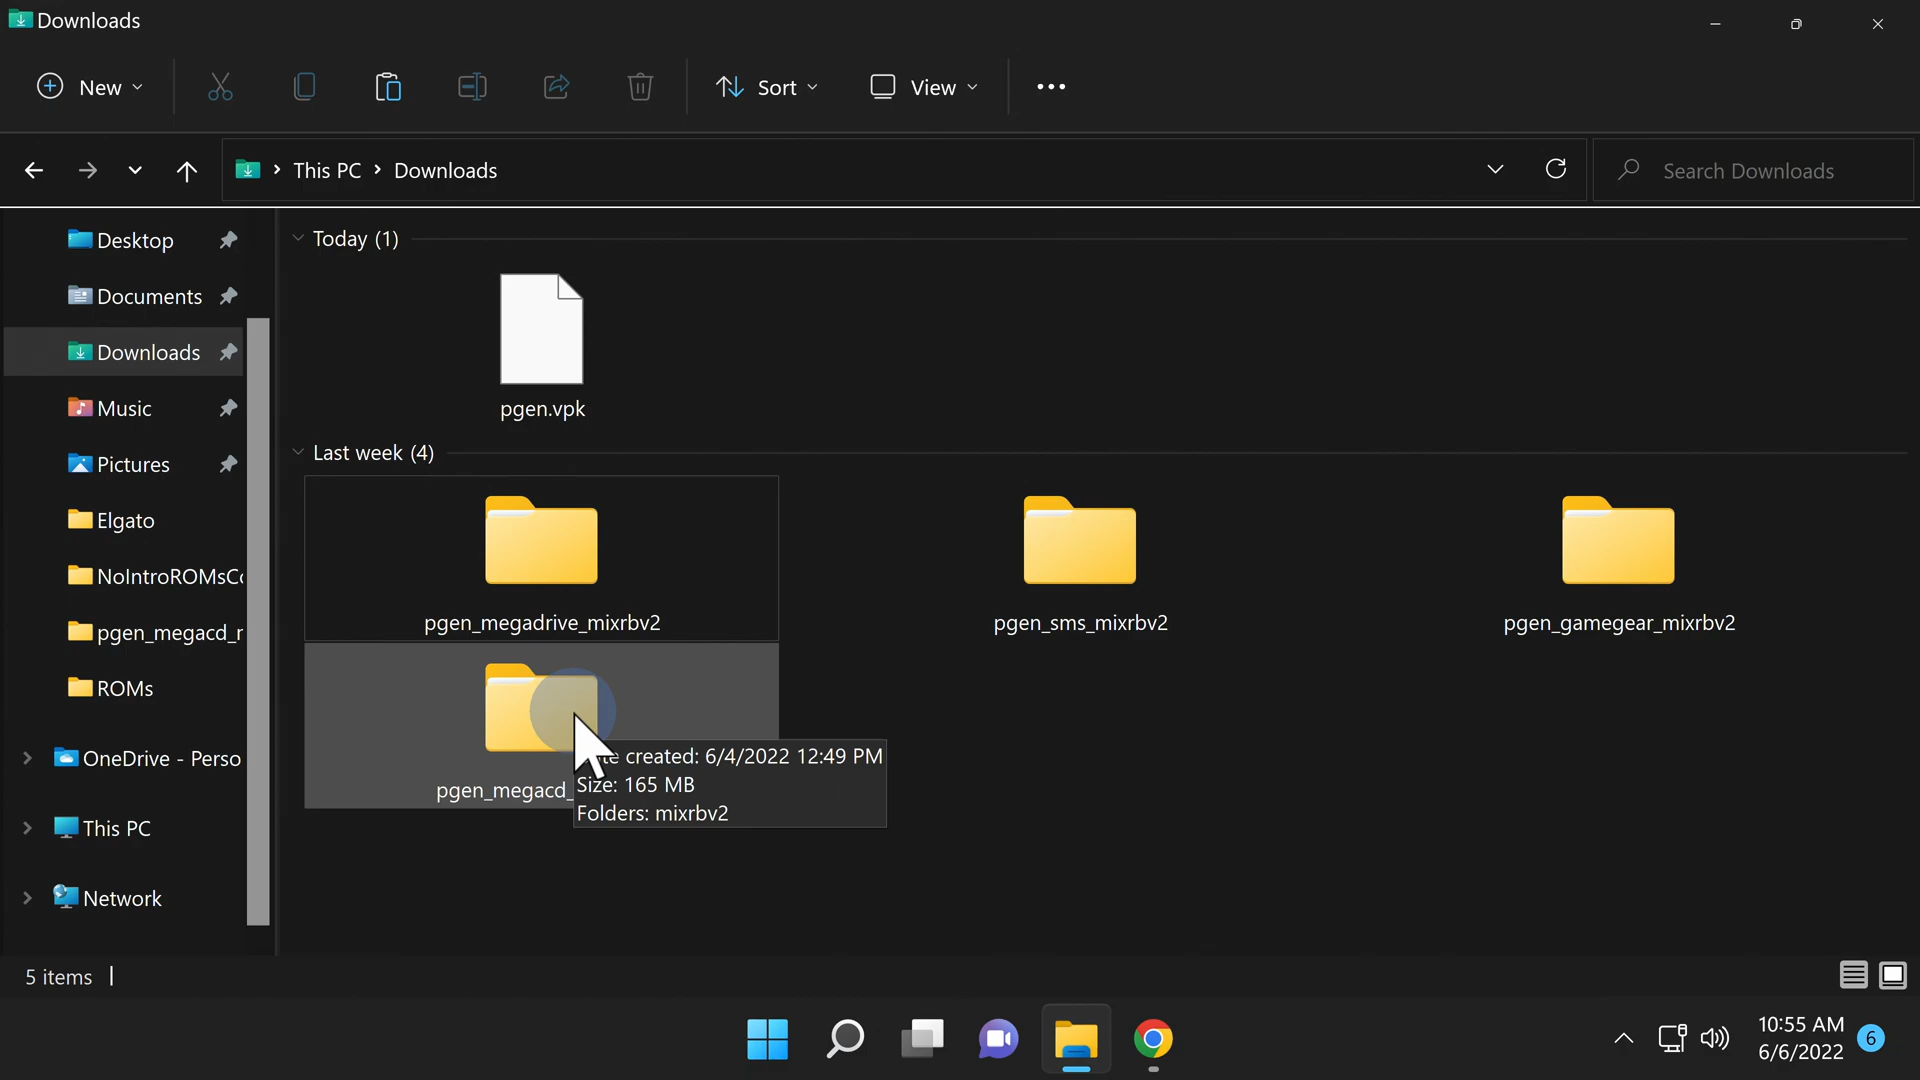 Downloads
New
Sort
View
This PC
Downloads
Search Downloads
Desktop
Documents
Downloads
Music
Pictures
Elgato
NoIntroROMsC
pgen_megacd_r
ROMs
OneDrive - Perso
This PC
Network
Today (1)
pgen.vpk
Last week (4)
pgen_megadrive_mixrbv2
pgen_sms_mixrbv2
pgen_gamegear_mixrbv2
pgen_megacd_
created: 6/4/2022 12:49 PM
Size: 165 MB
Folders: mixrbv2
5 items
10:55 AM
6/6/2022
6